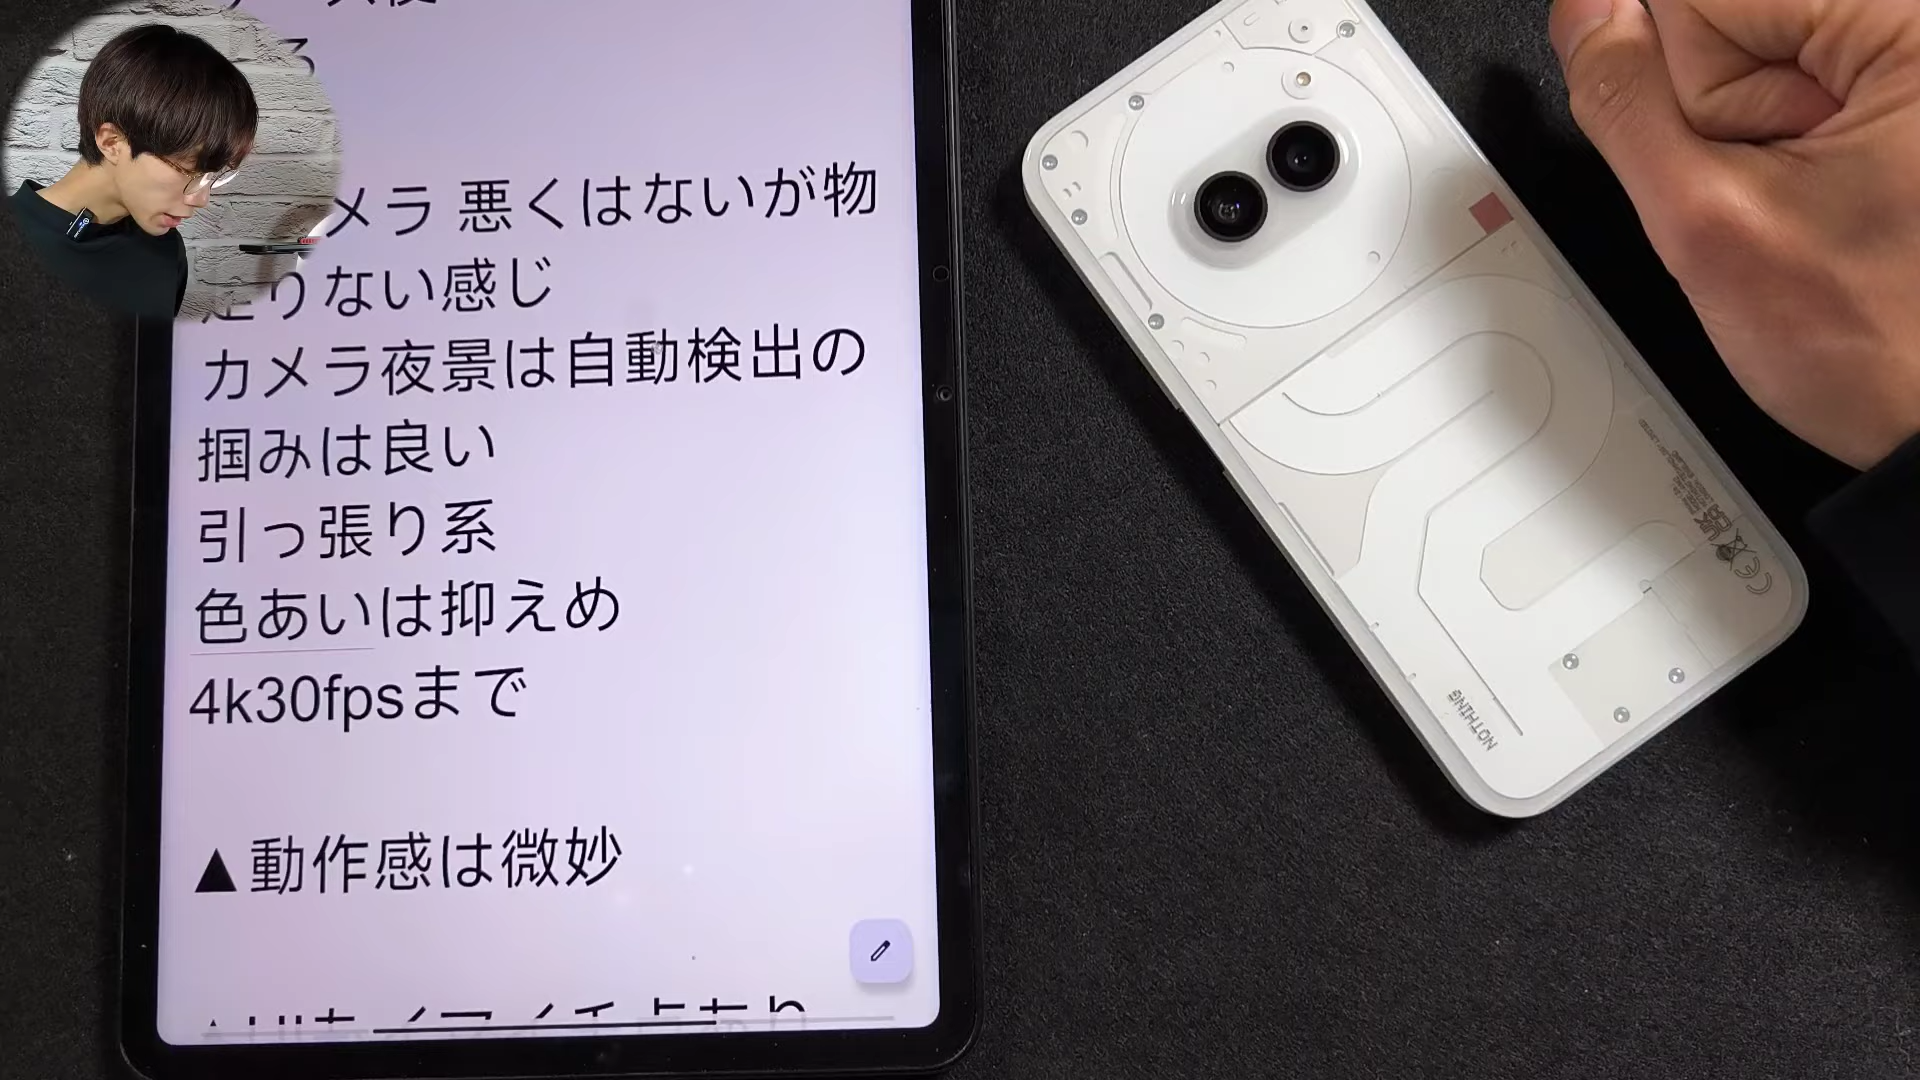 メラ 悪くはないが物
足りない感じ
カメラ夜景は自動検出の
掴みは良い
引っ張り系
色あいは抑えめ
4k30fpsまで
▲動作感は微妙
NOTHING